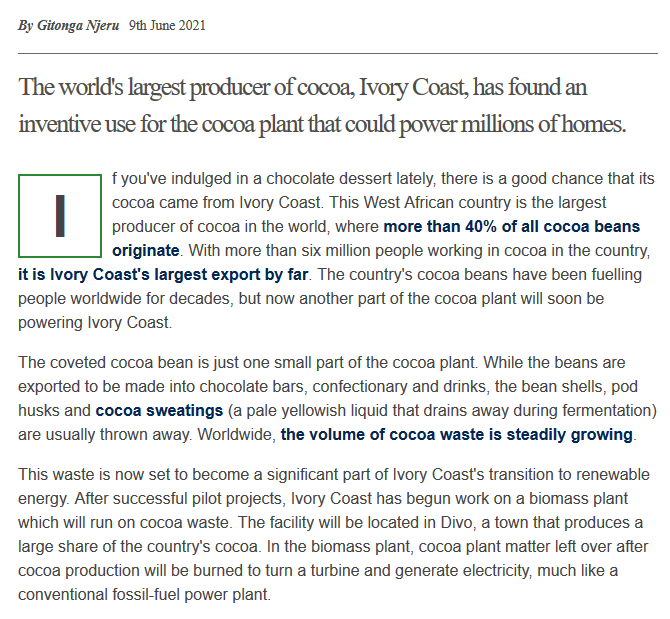 By Gitonga Njeru 9th June 2021
The world's largest producer of cocoa, Ivory Coast, has found an
inventive use for the cocoa plant that could power millions of homes.
If you've indulged in a chocolate dessert lately, there is a good chance that its
cocoa came from Ivory Coast. This West African country is the largest
producer of cocoa in the world, where more than 40% of all cocoa beans
originate. With more than six million people working in cocoa in the country,
it is Ivory Coast's largest export by far. The country's cocoa beans have been fuelling
people worldwide for decades, but now another part of the cocoa plant will soon be
powering Ivory Coast.
The coveted cocoa bean is just one small part of the cocoa plant. While the beans are
exported to be made into chocolate bars, confectionary and drinks, the bean shells, pod
husks and cocoa sweatings (a pale yellowish liquid that drains away during fermentation)
are usually thrown away. Worldwide, the volume of cocoa waste is steadily growing.
This waste is now set to become a significant part of Ivory Coast's transition to renewable
energy. After successful pilot projects, Ivory Coast has begun work on a biomass plant
which will run on cocoa waste. The facility will be located in Divo, a town that produces a
large share of the country's cocoa. In the biomass plant, cocoa plant matter left over after
cocoa production will be burned to turn a turbine and generate electricity, much like a
conventional fossil-fuel power plant.